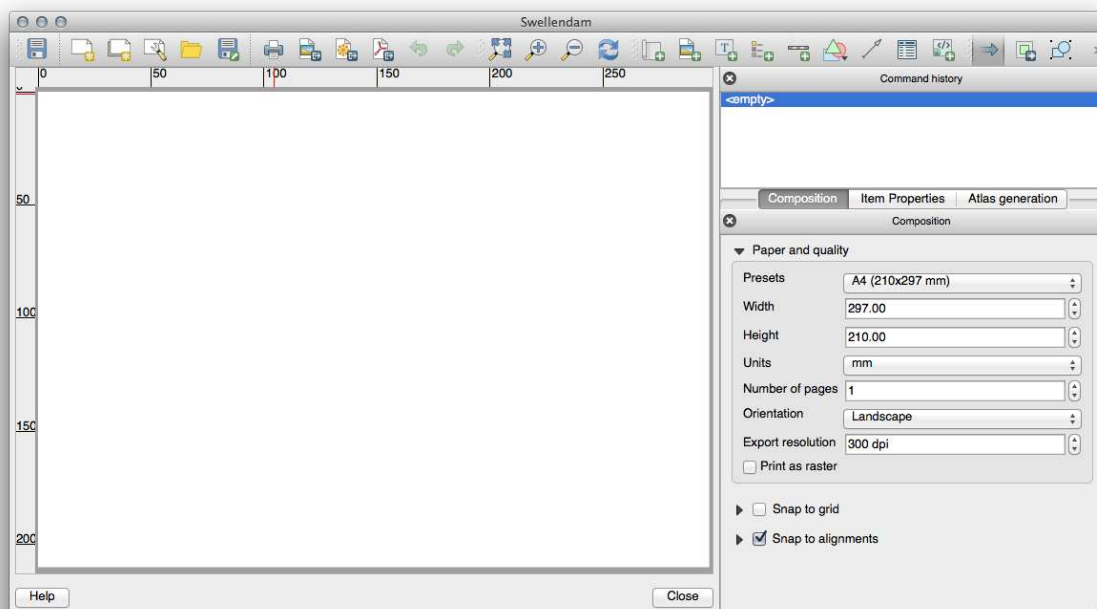 Swellendam
0 50 100 150 200 250
Command history
0
<empty>
50
Composition Item Properties Atlas generation
Composition
Paper and quality
Presets A4 (210x297 mm)
Width 297.00
100
Height 210.00
Units mm
Number of pages 1
Orientation Landscape
150
Export resolution 300 dpi
Print as raster
Snap to grid
200
Snap to alignments
Help Close